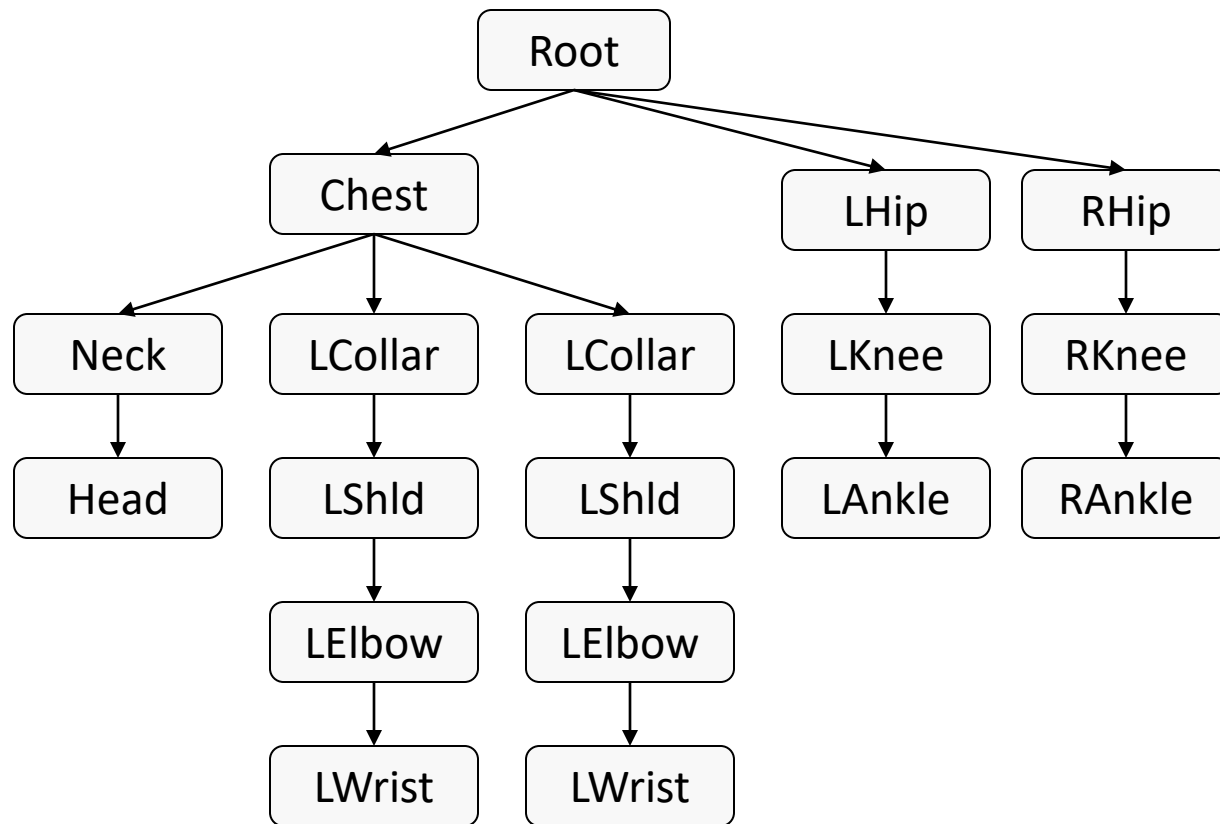 Root
Chest
LHip
RHip
Neck
LCollar
LCollar
LKnee
RKnee
Head
LShld
LShld
LAnkle
RAnkle
LElbow
LElbow
LWrist
LWrist